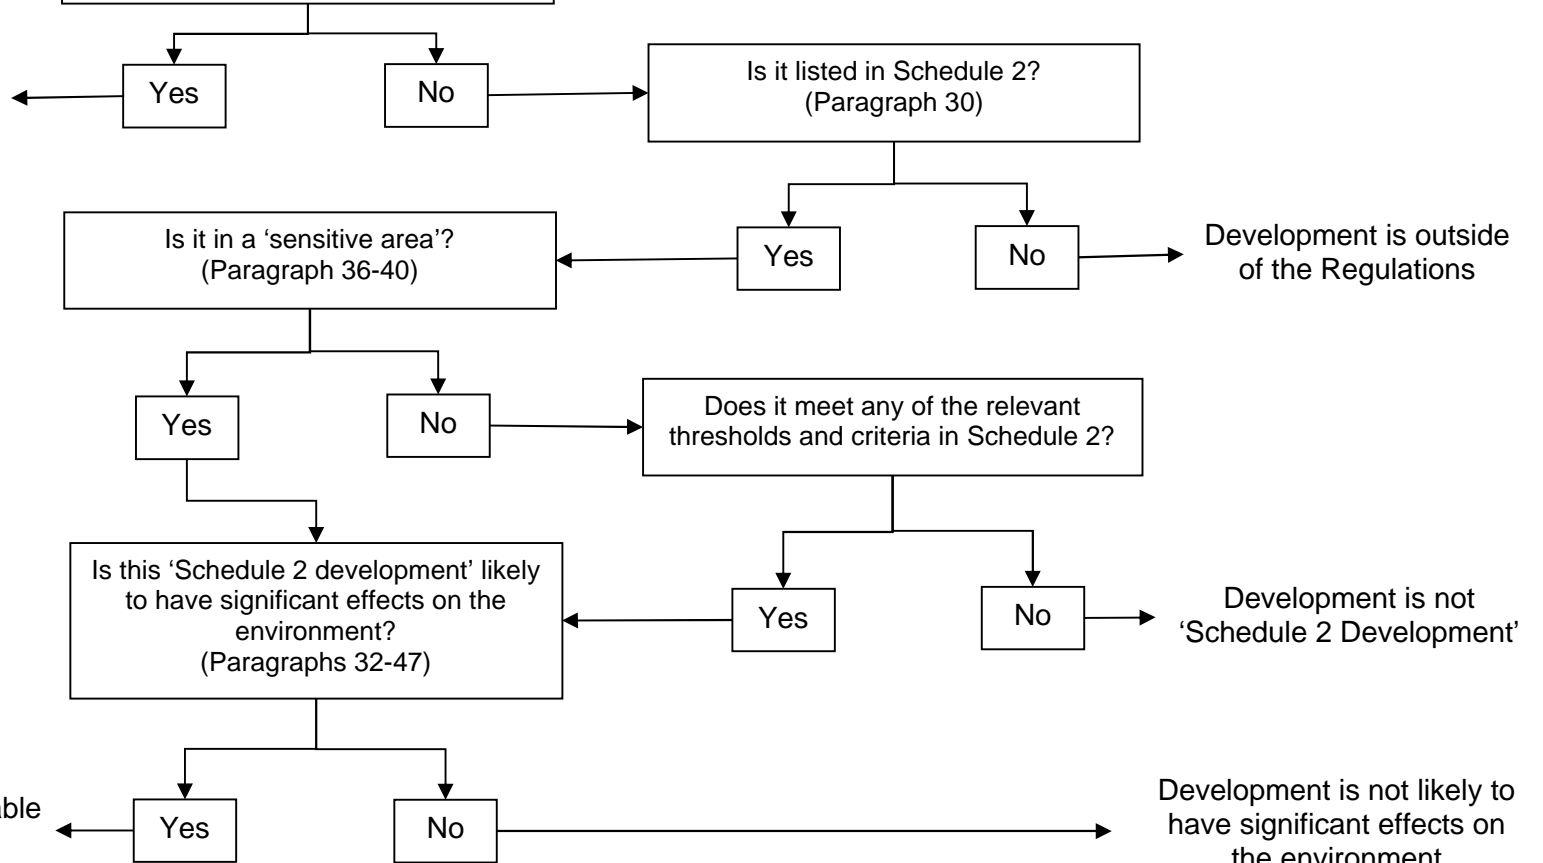 Yes
No
Is it listed in Schedule 2?
(Paragraph 30)
Is it in a ‘sensitive area’?
(Paragraph 36-40)
Yes
No
Development is outside
of the Regulations
Yes
No
Does it meet any of the relevant
thresholds and criteria in Schedule 2?
Is this ‘Schedule 2 development’ likely
to have significant effects on the
environment?
(Paragraphs 32-47)
Yes
No
Development is not
‘Schedule 2 Development’
Yes
No
Development is not likely to
have significant effects on
the environment